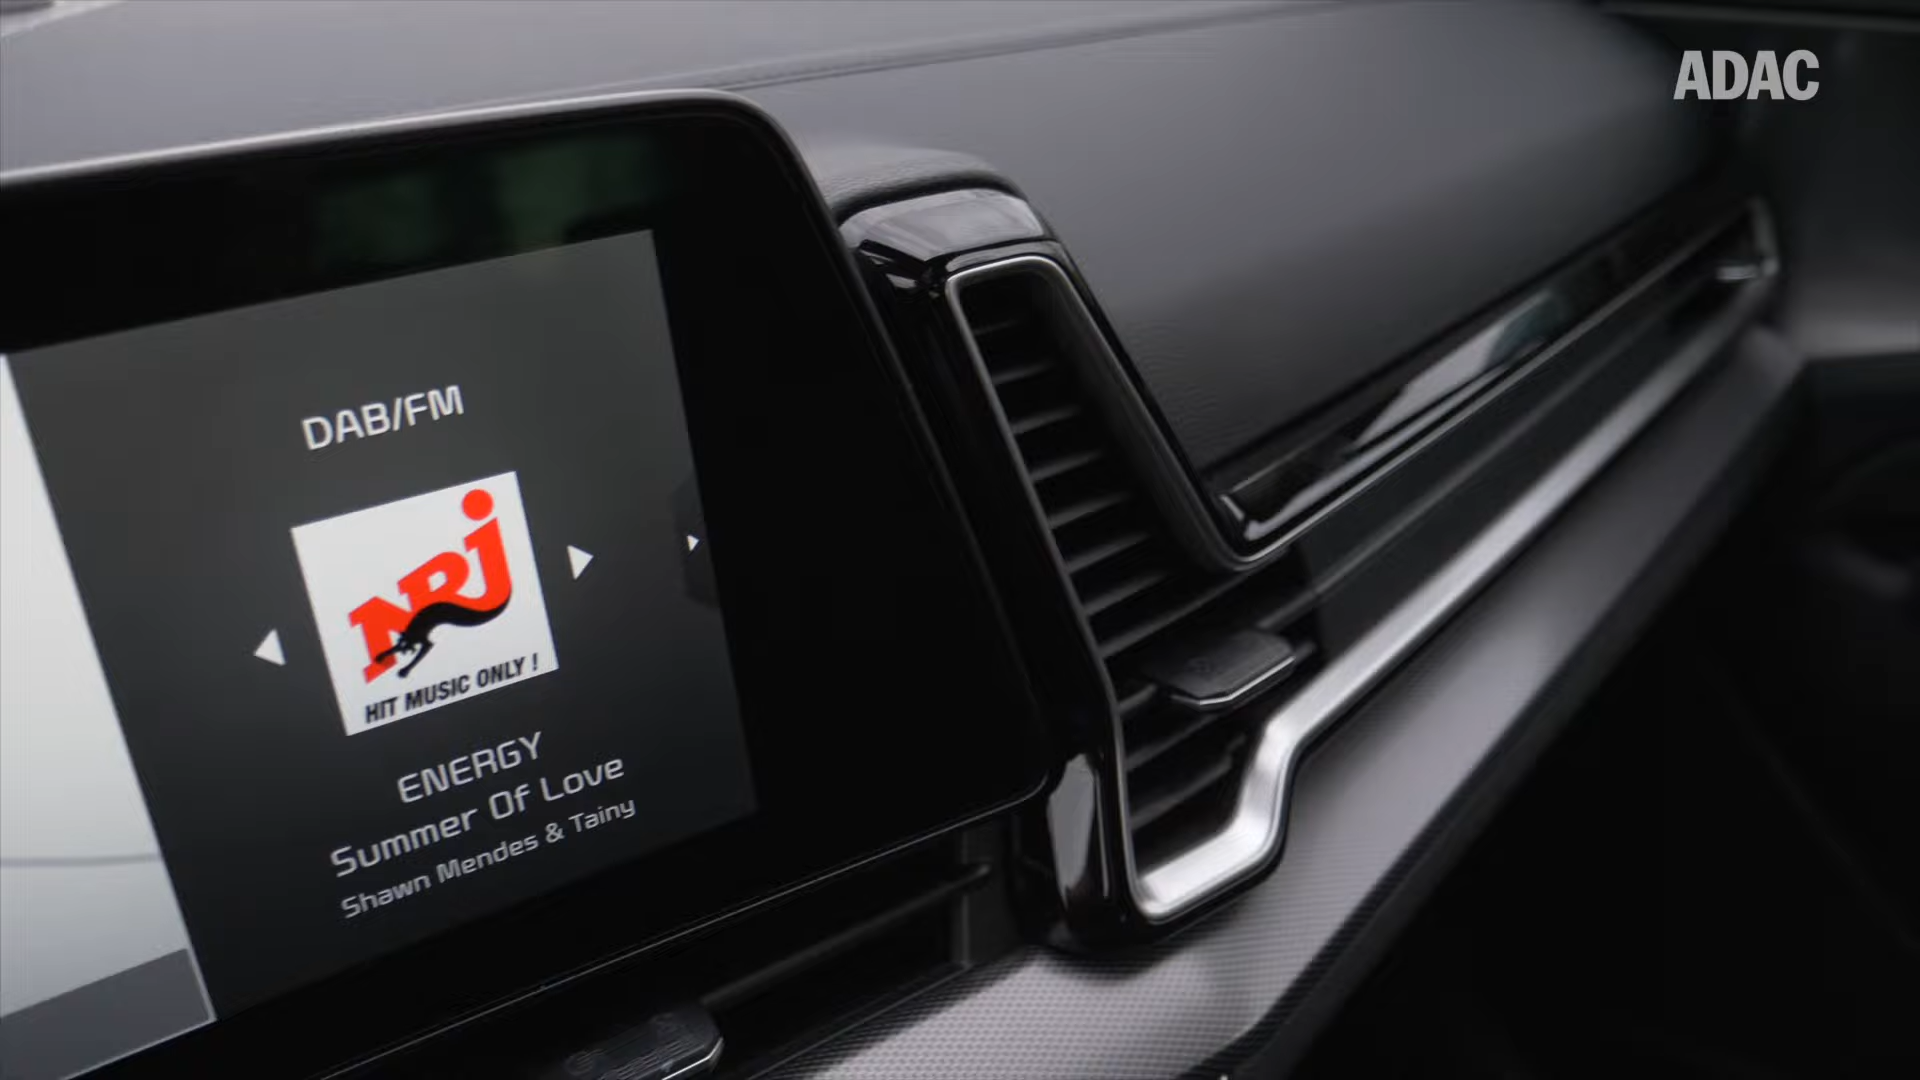 ADAC
DAB/FM
NRJ
HIT MUSIC ONLY !
ENERGY
Summer Of Love
Shawn Mendes & Tainy